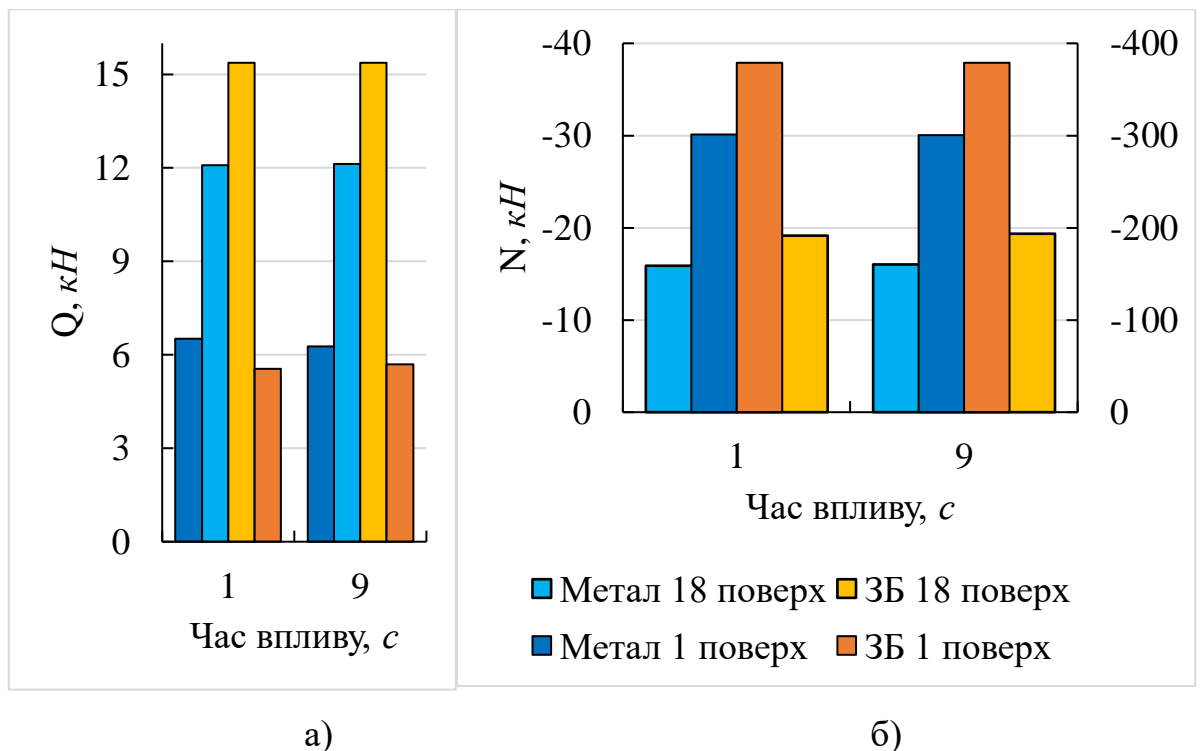 Q, кН
15
12
9
6
3
0
1 9
Час впливу, с
N, кН
-40
-30
-20
-10
0
-400
-300
-200
-100
0
1 9
Час впливу, с
Метал 18 поверх ЗБ 18 поверх
Метал 1 поверх ЗБ 1 поверх
а) б)